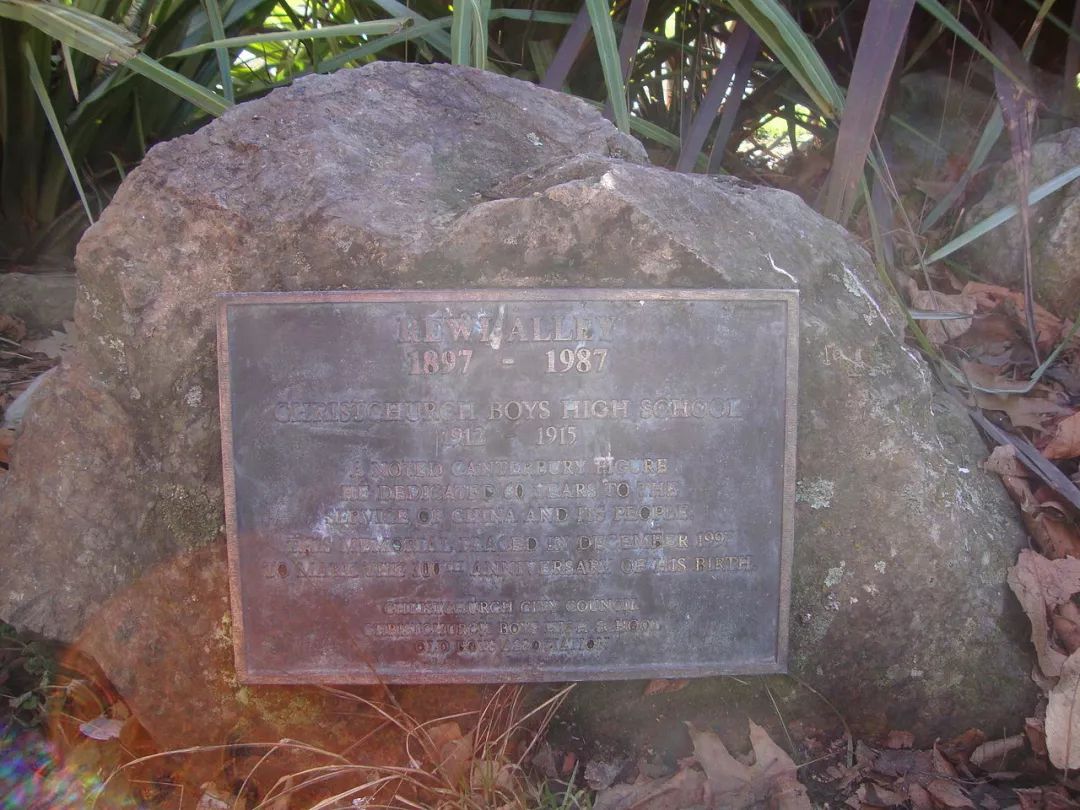 REWI ALLEY
1897 - 1987
CHRISTCHURCH BOYS HIGH SCHOOL
1912 - 1915
A NOTED CANTERBURY FIGURE
HE DEDICATED 60 YEARS TO THE
SERVICE OF CHINA AND ITS PEOPLE.
THIS MEMORIAL PLACED IN DECEMBER 1997
TO MARK THE 100TH ANNIVERSARY OF HIS BIRTH.
CHRISTCHURCH CITY COUNCIL
CHRISTCHURCH BOYS HIGH SCHOOL
OLD BOYS ASSOCIATION